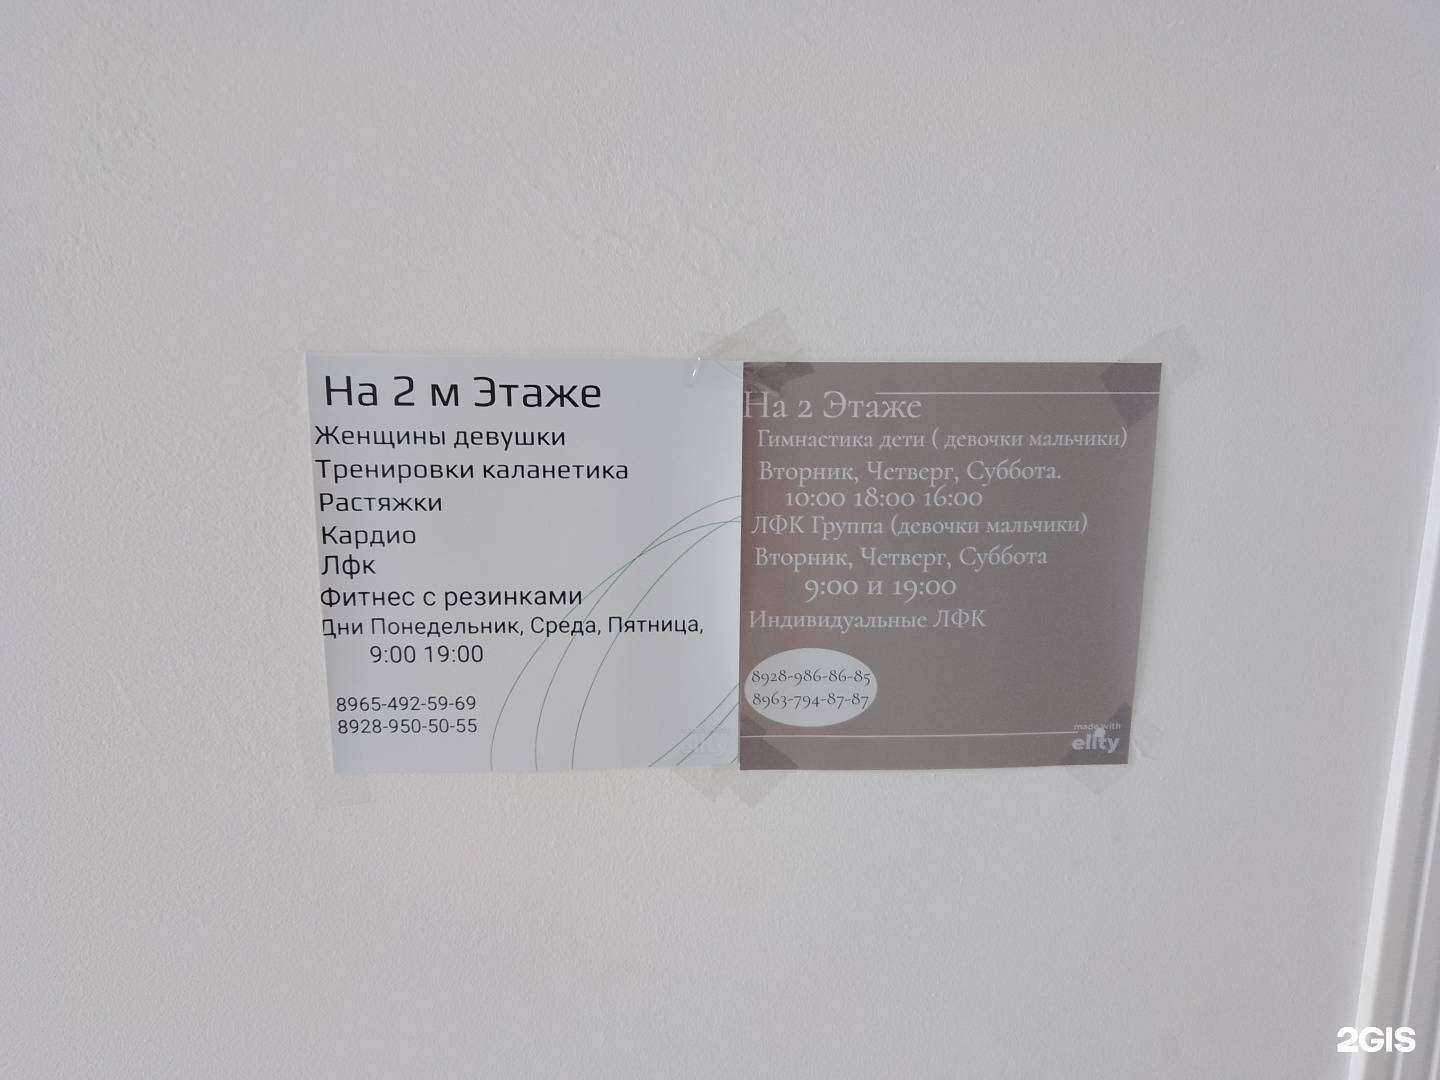 На 2 м Этаже
Женщины девушки
Тренировки каланетика
Растяжки
Кардио
Лфк
Фитнес с резинками
Дни Понедельник, Среда, Пятница,
9:00 19:00
8965-492-59-69
8928-950-50-55
На 2 Этаже
Гимнастика дети ( девочки мальчики)
Вторник, Четверг, Суббота.
10:00 18:00 16:00
ЛФК Группа (девочки мальчики)
Вторник, Четверг, Суббота
9:00 и 19:00
Индивидуальные ЛФК
8928-986-86-85
8963-794-87-87
made with
elity
2GIS